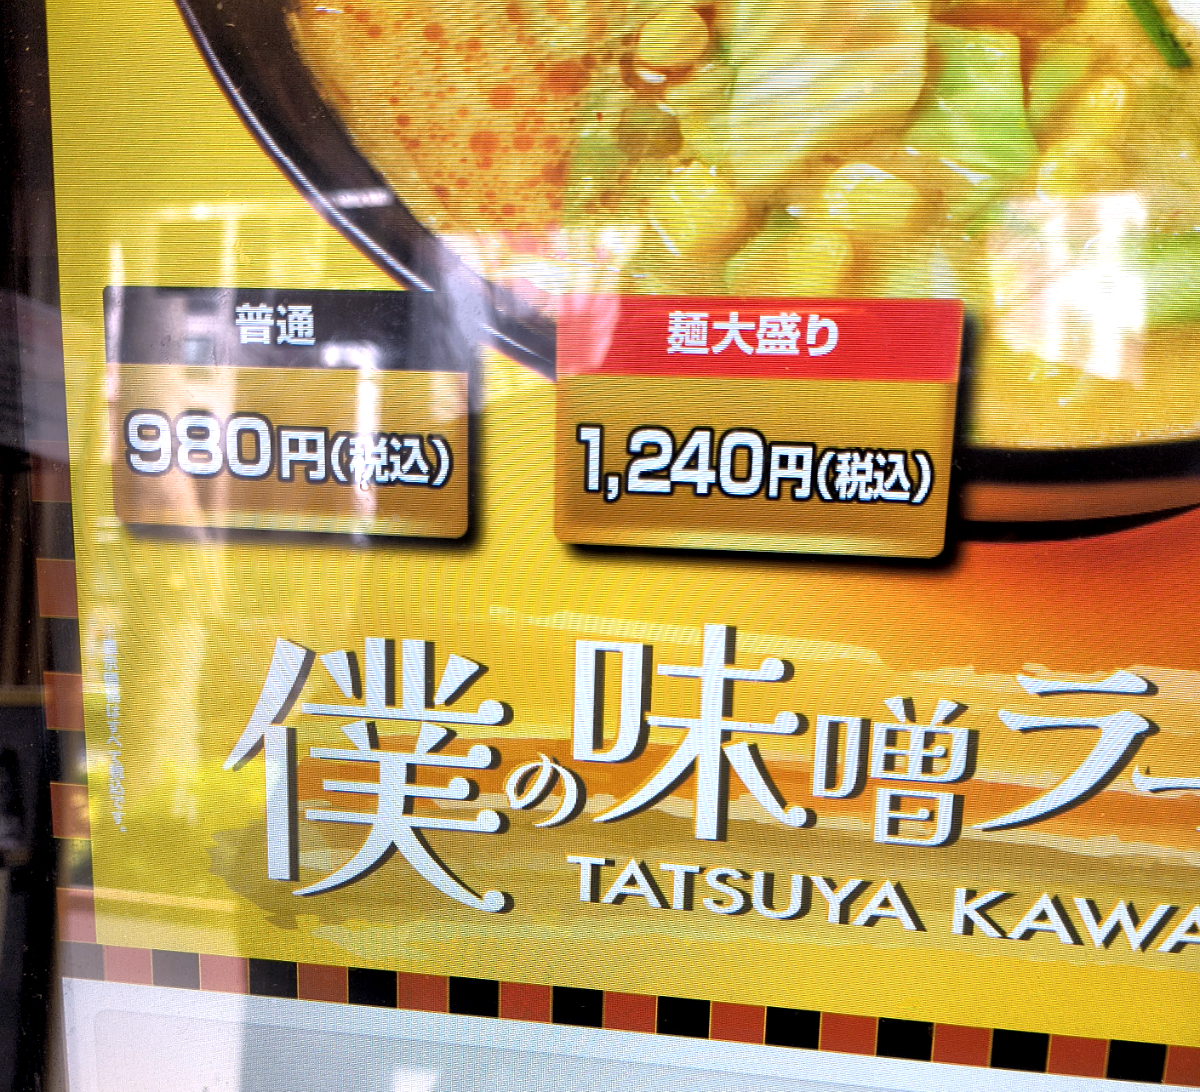 普通
980円(税込)
麺大盛り
1,240円(税込)
僕の味噌ラー
TATSUYA KAWA